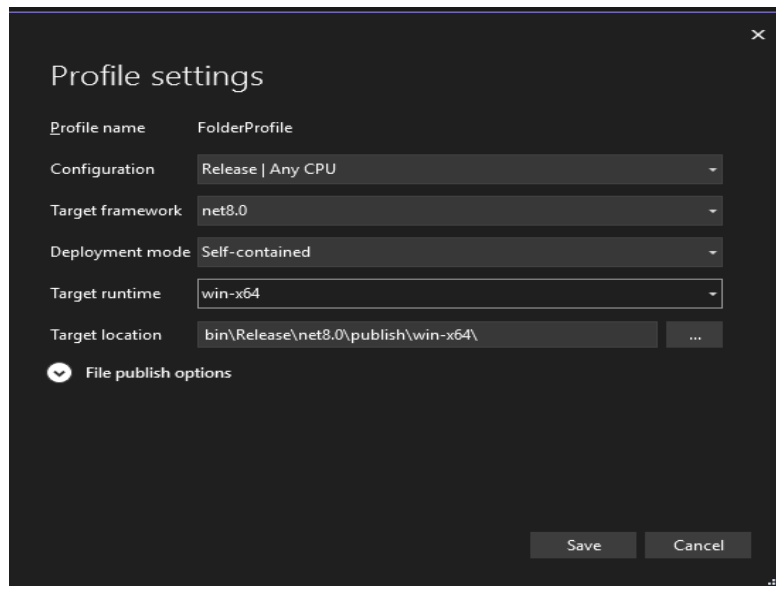 Profile settings
Profile name FolderProfile
Configuration Release | Any CPU
Target framework net8.0
Deployment mode Self-contained
Target runtime win-x64
Target location bin\Release\net8.0\publish\win-x64\ ...
File publish options
Save Cancel